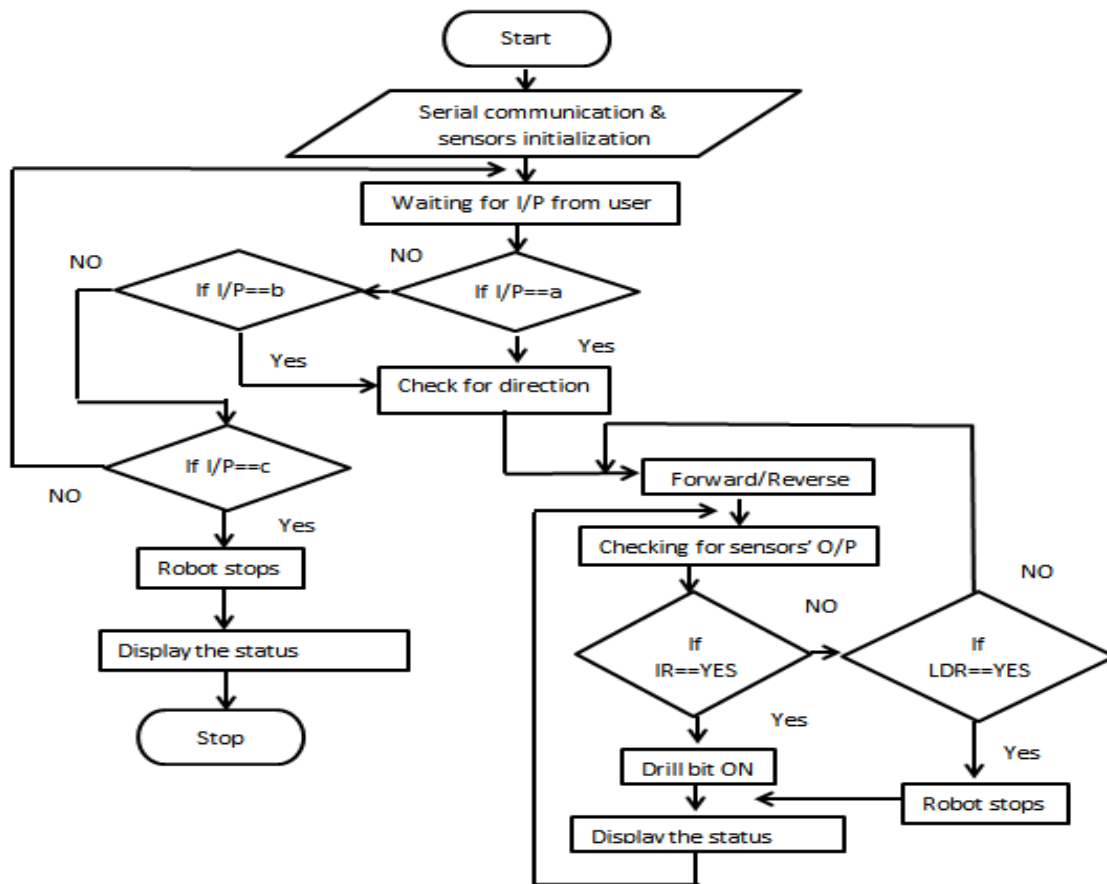 Start
Serial communication &
sensors initialization
Waiting for I/P from user
NO
NO
If I/P==b
If I/P==a
Yes
Yes
Check for direction
If I/P==c
NO
Forward/Reverse
Yes
Checking for sensors' O/P
Robot stops
NO
NO
If
IR==YES
If
LDR==YES
Display the status
Yes
Stop
Yes
Drill bit ON
Robot stops
Display the status